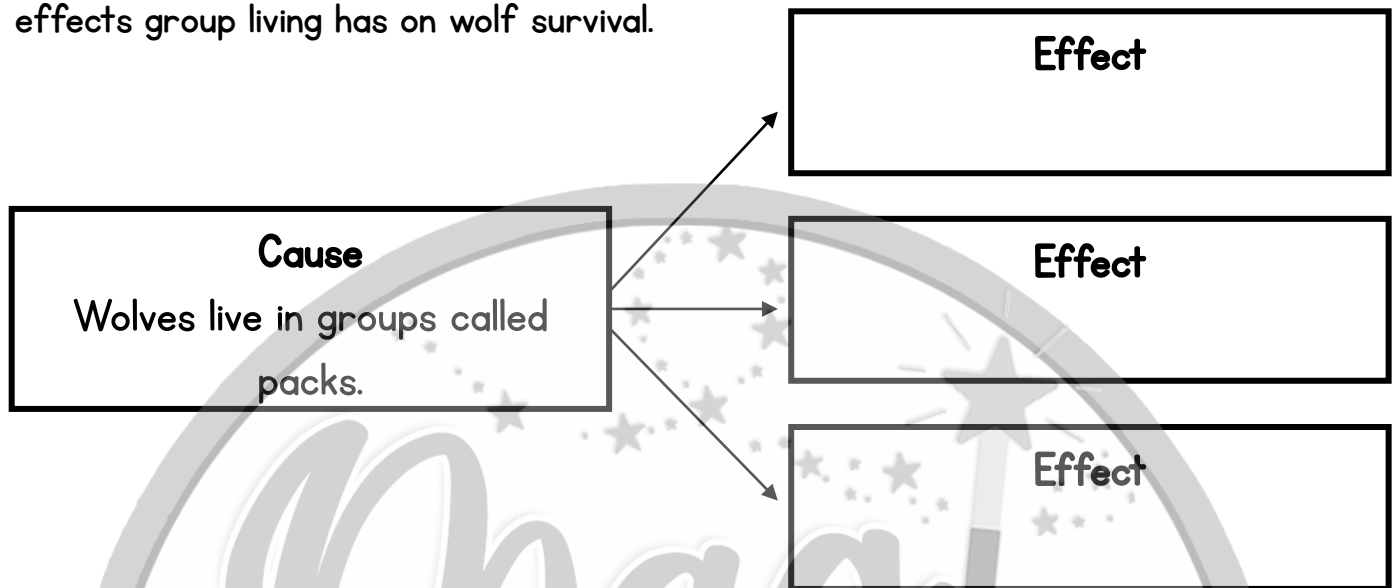 effects group living has on wolf survival.
Effect
Cause
Wolves live in groups called
packs.
Effect
Effect